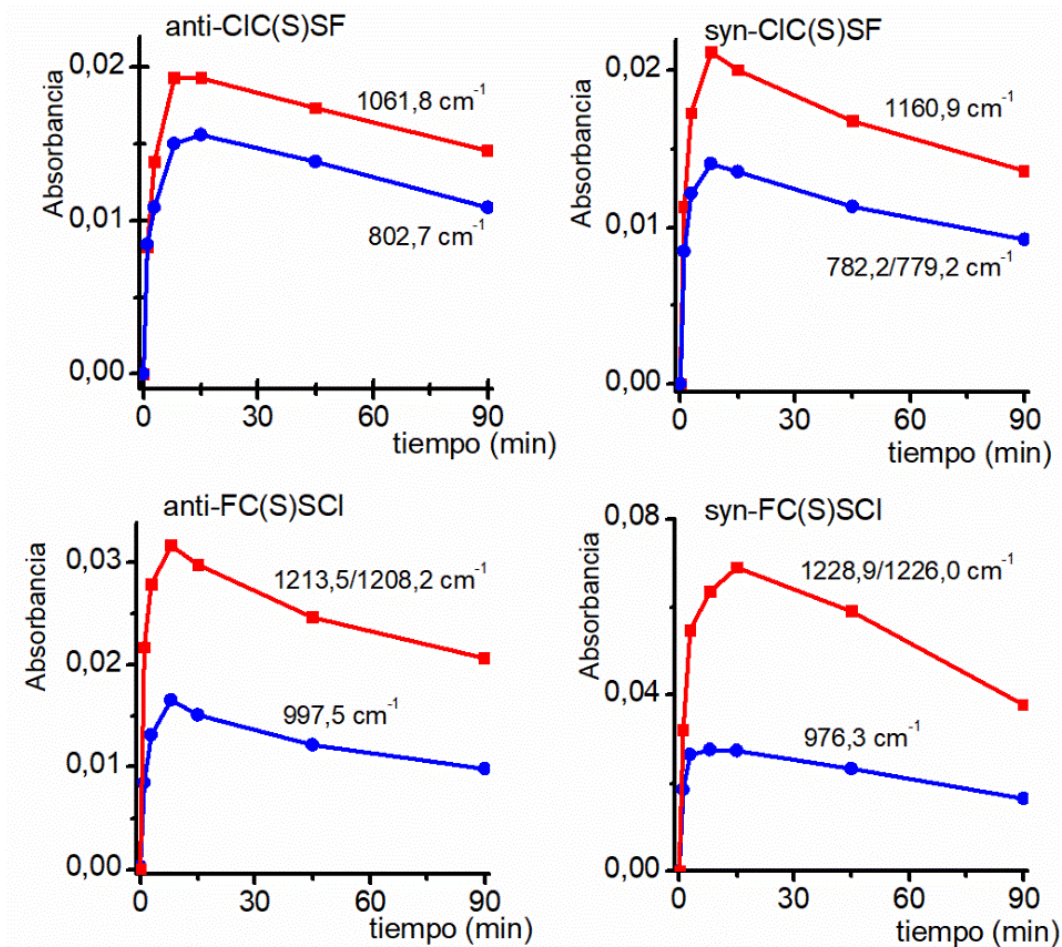 anti-ClC(S)SF
Absorbancia
0,02
0,01
0,00
1061,8 cm⁻¹
802,7 cm⁻¹
0 30 60 90
tiempo (min)
syn-ClC(S)SF
Absorbancia
0,02
0,01
0,00
1160,9 cm⁻¹
782,2/779,2 cm⁻¹
0 30 60 90
tiempo (min)
anti-FC(S)SCl
Absorbancia
0,03
0,02
0,01
0,00
1213,5/1208,2 cm⁻¹
997,5 cm⁻¹
0 30 60 90
tiempo (min)
syn-FC(S)SCl
Absorbancia
0,08
0,04
0,00
1228,9/1226,0 cm⁻¹
976,3 cm⁻¹
0 30 60 90
tiempo (min)